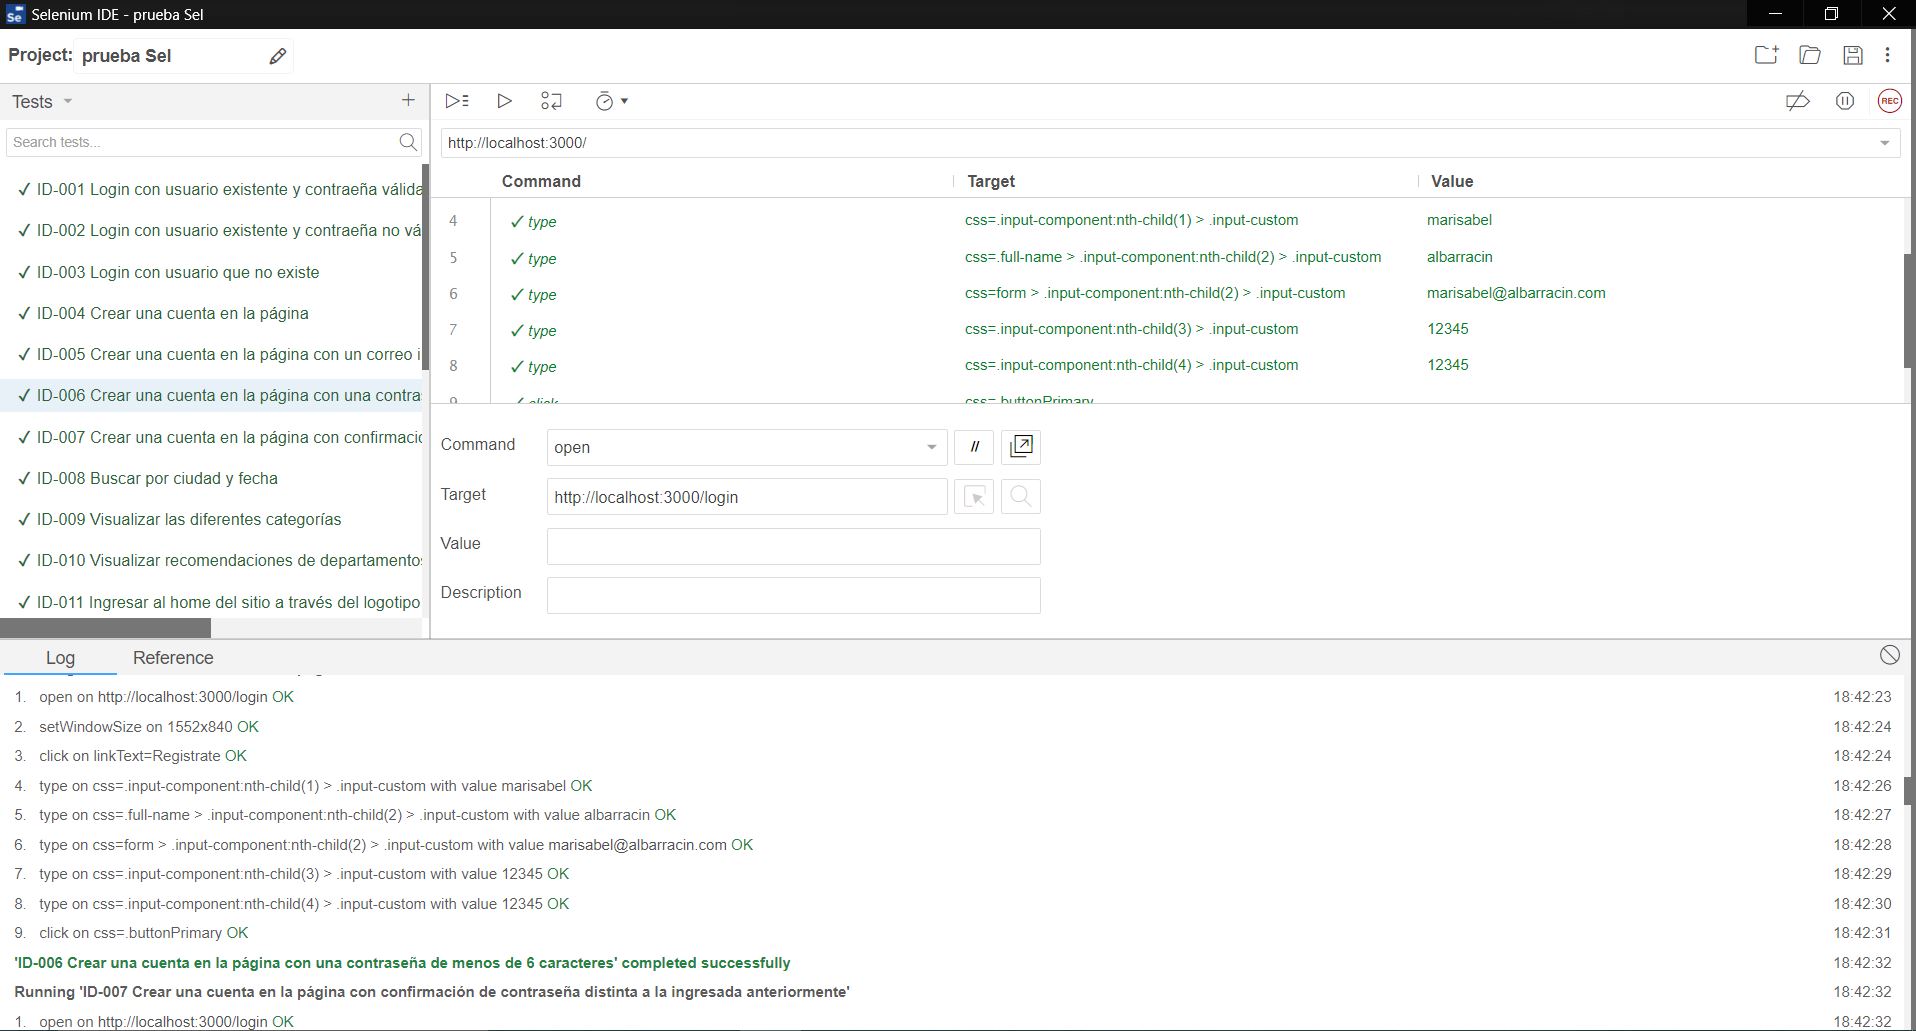 Selenium IDE - prueba Sel
Project: prueba Sel
Tests
Search tests...
✓ ID-001 Login con usuario existente y contraeña válida
✓ ID-002 Login con usuario existente y contraeña no vá
✓ ID-003 Login con usuario que no existe
✓ ID-004 Crear una cuenta en la página
✓ ID-005 Crear una cuenta en la página con un correo i
✓ ID-006 Crear una cuenta en la página con una contra
✓ ID-007 Crear una cuenta en la página con confirmació
✓ ID-008 Buscar por ciudad y fecha
✓ ID-009 Visualizar las diferentes categorías
✓ ID-010 Visualizar recomendaciones de departamentos
✓ ID-011 Ingresar al home del sitio a través del logotipo
REC
http://localhost:3000/
Command Target Value
4 ✓ type css=.input-component:nth-child(1) > .input-custom marisabel
5 ✓ type css=.full-name > .input-component:nth-child(2) > .input-custom albarracin
6 ✓ type css=form > .input-component:nth-child(2) > .input-custom marisabel@albarracin.com
7 ✓ type css=.input-component:nth-child(3) > .input-custom 12345
8 ✓ type css=.input-component:nth-child(4) > .input-custom 12345
9 ✓ click css=.buttonPrimary
Command open //
Target http://localhost:3000/login
Value
Description
Log Reference
1. open on http://localhost:3000/login OK 18:42:23
2. setWindowSize on 1552x840 OK 18:42:24
3. click on linkText=Registrate OK 18:42:24
4. type on css=.input-component:nth-child(1) > .input-custom with value marisabel OK 18:42:26
5. type on css=.full-name > .input-component:nth-child(2) > .input-custom with value albarracin OK 18:42:27
6. type on css=form > .input-component:nth-child(2) > .input-custom with value marisabel@albarracin.com OK 18:42:28
7. type on css=.input-component:nth-child(3) > .input-custom with value 12345 OK 18:42:29
8. type on css=.input-component:nth-child(4) > .input-custom with value 12345 OK 18:42:30
9. click on css=.buttonPrimary OK 18:42:31
'ID-006 Crear una cuenta en la página con una contraseña de menos de 6 caracteres' completed successfully 18:42:32
Running 'ID-007 Crear una cuenta en la página con confirmación de contraseña distinta a la ingresada anteriormente' 18:42:32
1. open on http://localhost:3000/login OK 18:42:32